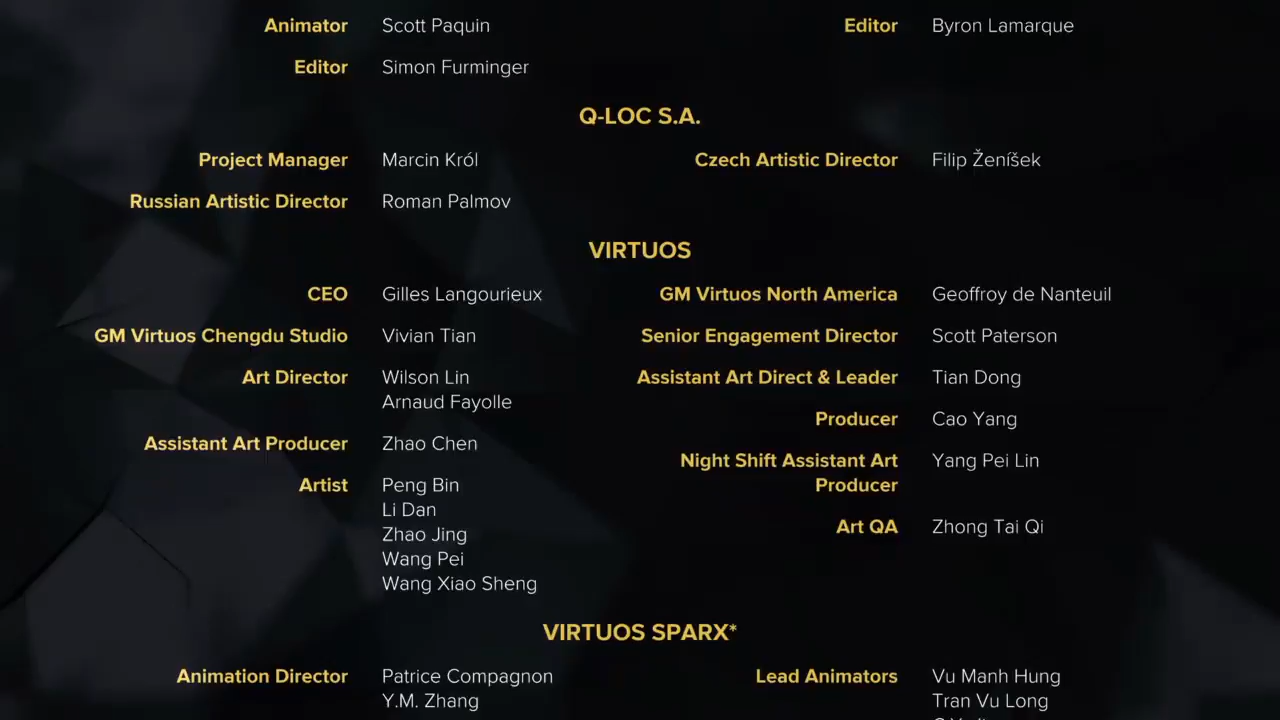 Animator Scott Paquin
Editor Byron Lamarque
Editor Simon Furminger
Q-LOC S.A.
Project Manager Marcin Król
Czech Artistic Director Filip Ženíšek
Russian Artistic Director Roman Palmov
VIRTUOS
CEO Gilles Langourieux
GM Virtuos North America Geoffroy de Nanteuil
GM Virtuos Chengdu Studio Vivian Tian
Senior Engagement Director Scott Paterson
Art Director Wilson Lin
Arnaud Fayolle
Assistant Art Direct & Leader Tian Dong
Producer Cao Yang
Assistant Art Producer Zhao Chen
Night Shift Assistant Art Yang Pei Lin
Producer
Artist Peng Bin
Li Dan
Zhao Jing
Wang Pei
Wang Xiao Sheng
Art QA Zhong Tai Qi
VIRTUOS SPARX*
Animation Director Patrice Compagnon
Y.M. Zhang
Lead Animators Vu Manh Hung
Tran Vu Long